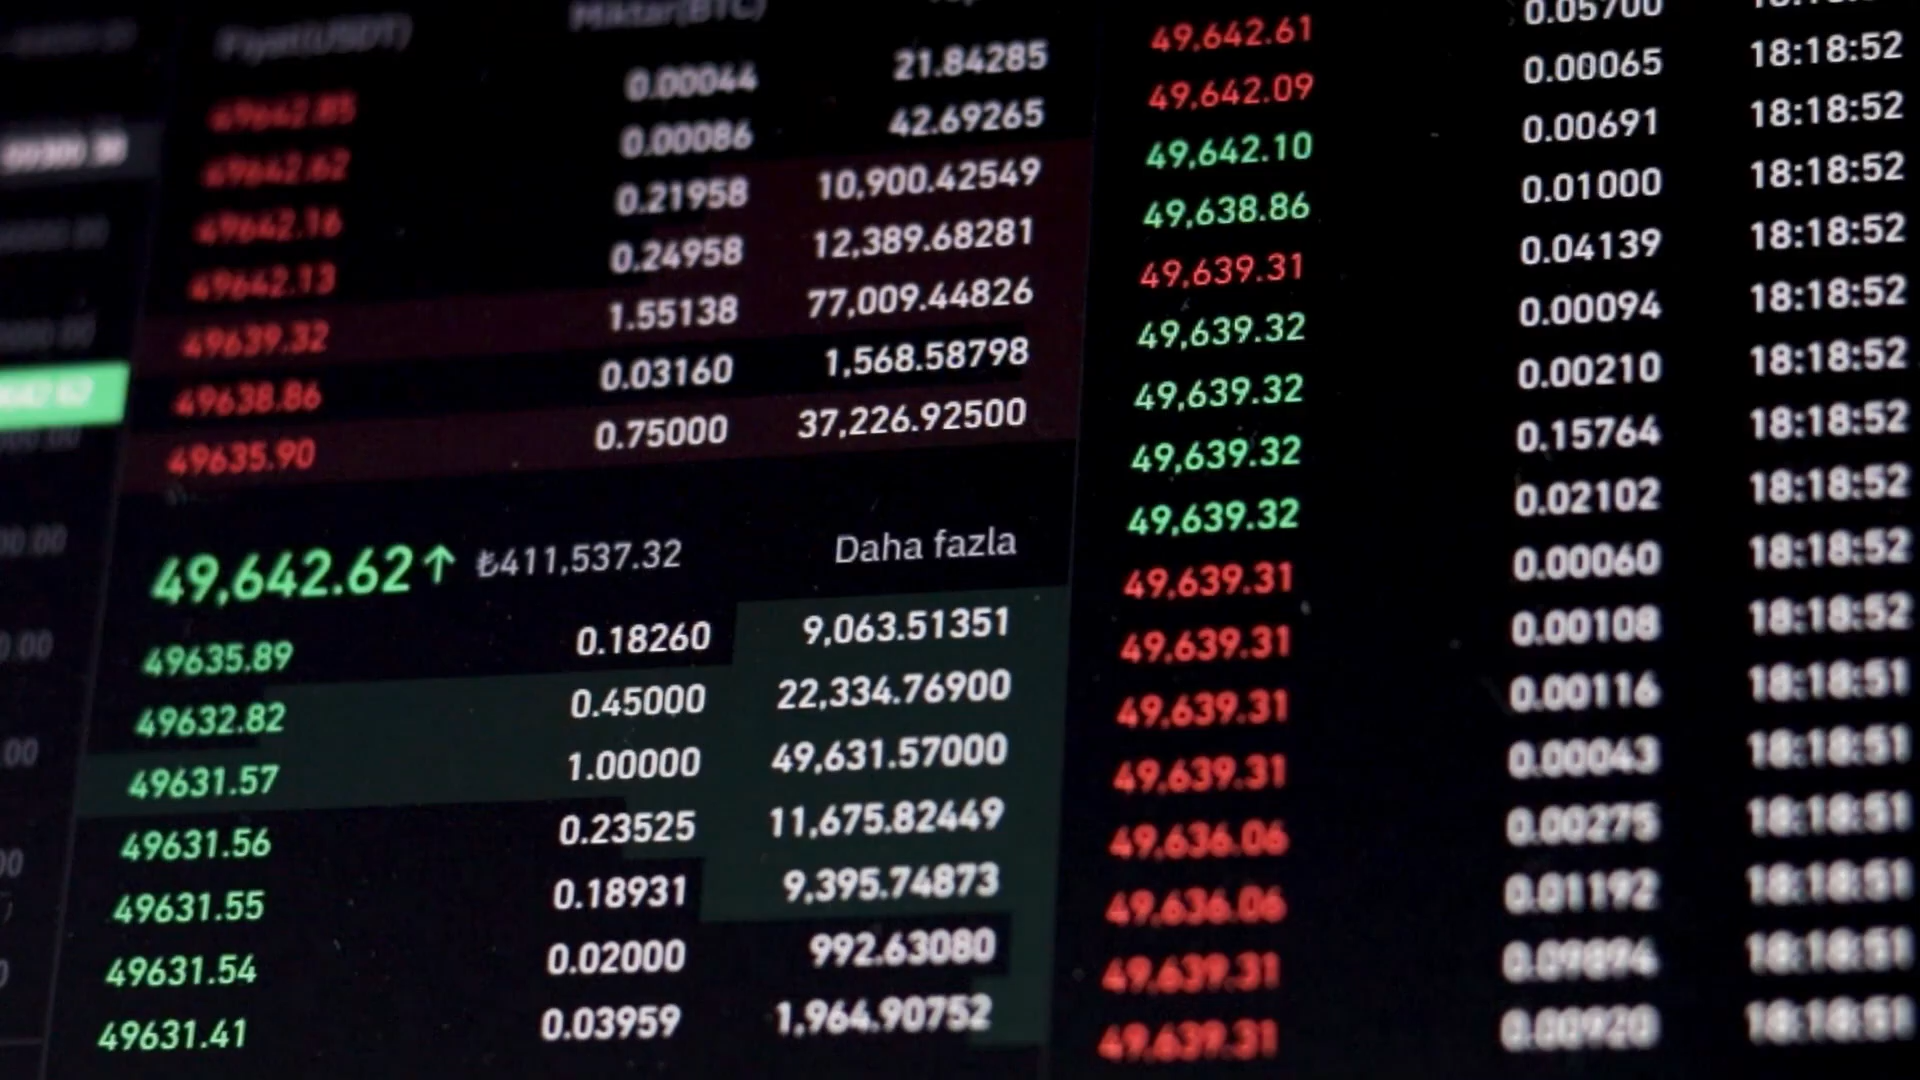 Fiyat(USDT) Miktar(BTC)
49642.85 0.00044 21.84285
49642.62 0.00086 42.69265
49642.16 0.21958 10,900.42549
49642.13 0.24958 12,389.68281
49639.32 1.55138 77,009.44826
49638.86 0.03160 1,568.58798
49635.90 0.75000 37,226.92500
49,642.62↑ ₺411,537.32 Daha fazla
49635.89 0.18260 9,063.51351
49632.82 0.45000 22,334.76900
49631.57 1.00000 49,631.57000
49631.56 0.23525 11,675.82449
49631.55 0.18931 9,395.74873
49631.54 0.02000 992.63080
49631.41 0.03959 1,964.90752
49,642.61 0.05700
49,642.09 0.00065 18:18:52
49,642.10 0.00691 18:18:52
49,638.86 0.01000 18:18:52
49,639.31 0.04139 18:18:52
49,639.32 0.00094 18:18:52
49,639.32 0.00210 18:18:52
49,639.32 0.15764 18:18:52
49,639.32 0.02102 18:18:52
49,639.31 0.00060 18:18:52
49,639.31 0.00108 18:18:52
49,639.31 0.00116 18:18:51
49,639.31 0.00043 18:18:51
49,636.06 0.00275 18:18:51
49,636.06 0.01192 18:18:51
49,639.31 0.09894 18:18:51
49,639.31 0.00920 18:18:51